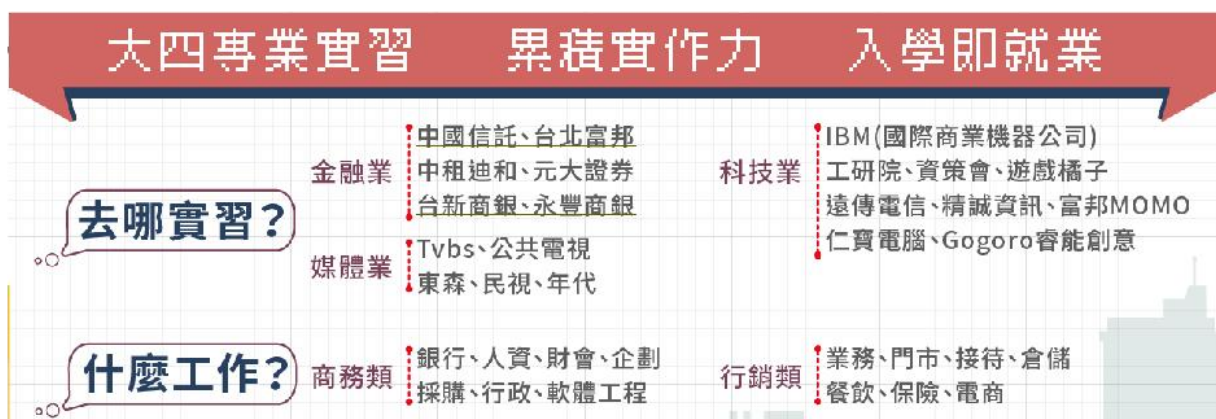 大四專業實習 累積實作力 入學即就業
去哪實習?
金融業
中國信託、台北富邦
中租迪和、元大證券
台新商銀、永豐商銀
媒體業
Tvbs、公共電視
東森、民視、年代
科技業
IBM(國際商業機器公司)
工研院、資策會、遊戲橘子
遠傳電信、精誠資訊、富邦MOMO
仁寶電腦、Gogoro睿能創意
什麼工作?
商務類
銀行、人資、財會、企劃
採購、行政、軟體工程
行銷類
業務、門市、接待、倉儲
餐飲、保險、電商